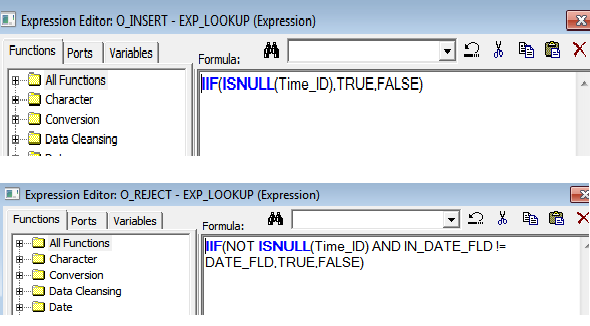 Expression Editor: O_INSERT - EXP_LOOKUP (Expression)
Functions Ports Variables
Formula:
All Functions
Character
Conversion
Data Cleansing
IIF(ISNULL(Time_ID),TRUE,FALSE)
Expression Editor: O_REJECT - EXP_LOOKUP (Expression)
Functions Ports Variables
Formula:
All Functions
Character
Conversion
Data Cleansing
Date
IIF(NOT ISNULL(Time_ID) AND IN_DATE_FLD !=
DATE_FLD,TRUE,FALSE)